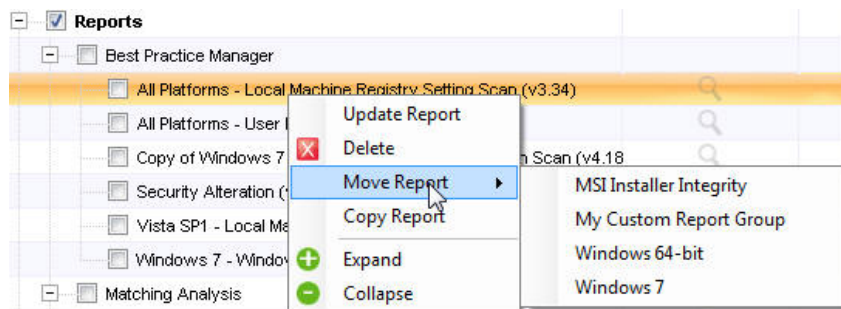 Reports
Best Practice Manager
All Platforms - Local Machine Registry Setting Scan (v3.34)
All Platforms - User
Update Report
Copy of Windows 7
Delete
n Scan (v4.18
Security Alteration (
Move Report
MSI Installer Integrity
Vista SP1 - Local Ma
Copy Report
My Custom Report Group
Windows 7 - Window
Expand
Windows 64-bit
Matching Analysis
Collapse
Windows 7